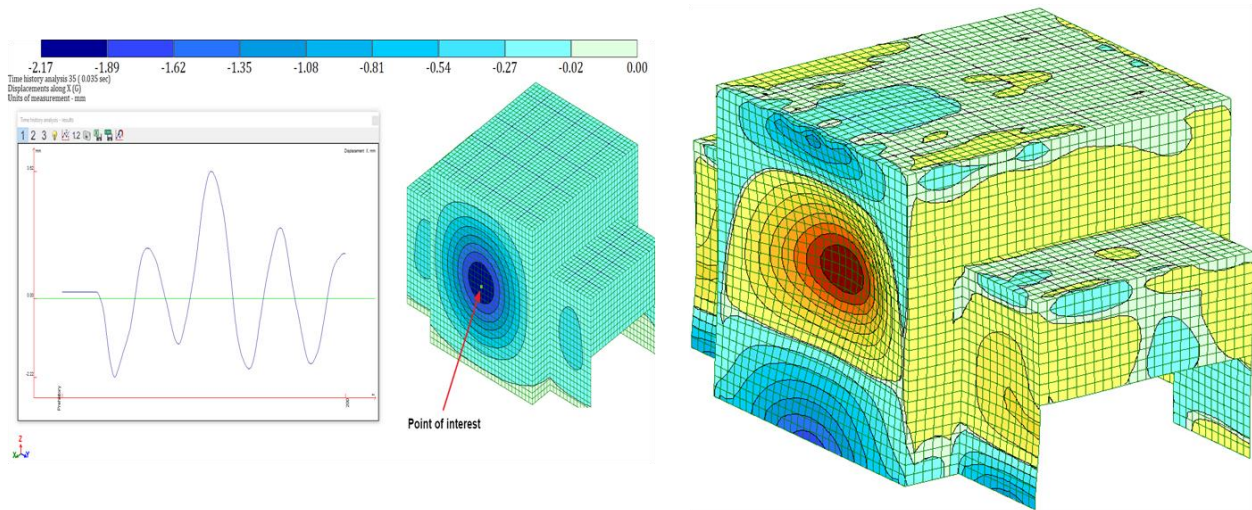 -2.17 -1.89 -1.62 -1.35 -1.08 -0.81 -0.54 -0.27 -0.02 0.00
Time history analysis 35 ( 0.035 sec)
Displacements along X (G)
Units of measurement - mm
Time history analysis - results
1 2 3 1.2
mm
Displacement X, mm
0.00
Prehistory
Point of interest
Z
X Y